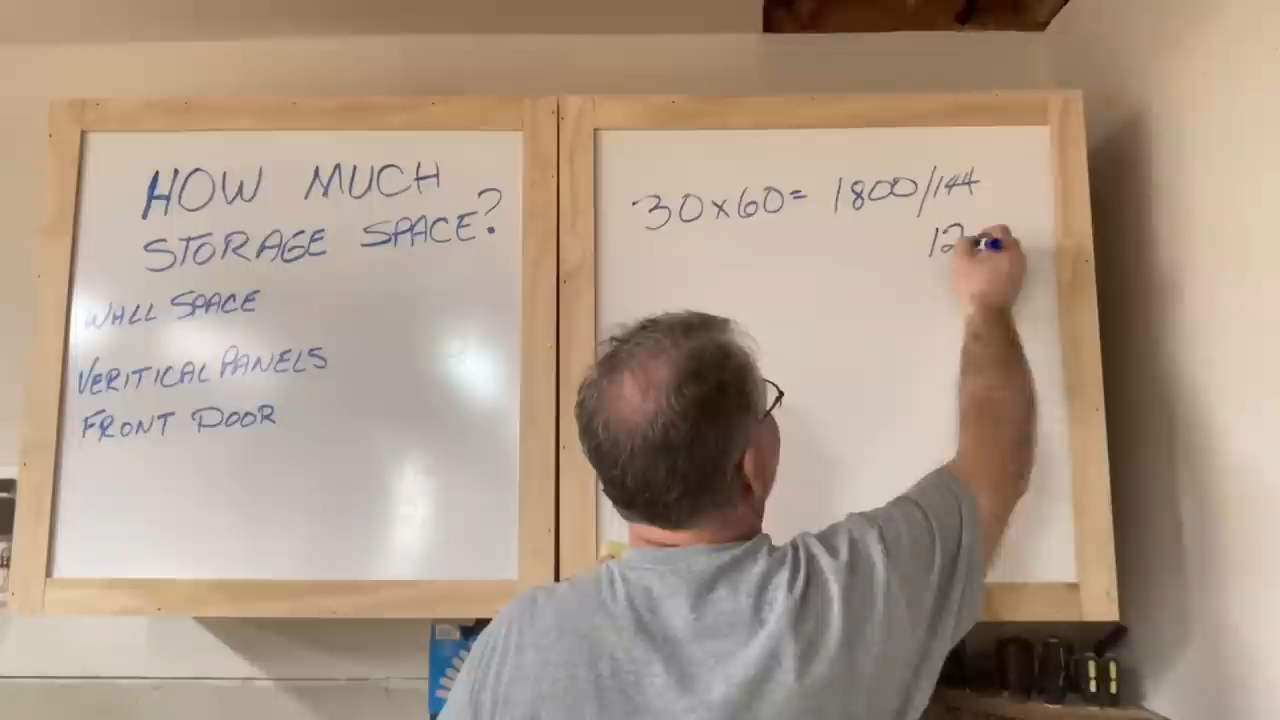 HOW MUCH
STORAGE SPACE?
WALL SPACE
VERITICAL PANELS
FRONT DOOR
30x60= 1800/144
12